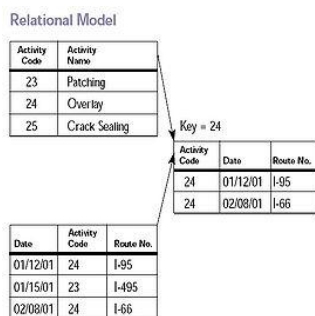 Relational Model
Activity Code Activity Name
23 Patching
24 Overlay
25 Crack Sealing
Key = 24
Activity Code Date Route No.
24 01/12/01 I-95
24 02/08/01 I-66
Date Activity Code Route No.
01/12/01 24 I-95
01/15/01 23 I-495
02/08/01 24 I-66